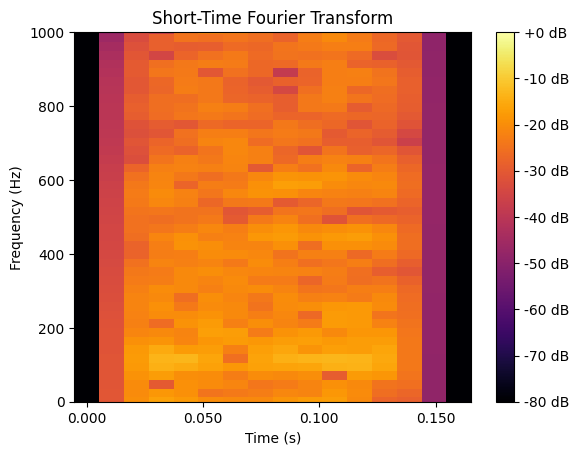 Short-Time Fourier Transform
1000
800
600
400
200
0
Frequency (Hz)
0.000
0.050
0.100
0.150
Time (s)
+0 dB
-10 dB
-20 dB
-30 dB
-40 dB
-50 dB
-60 dB
-70 dB
-80 dB